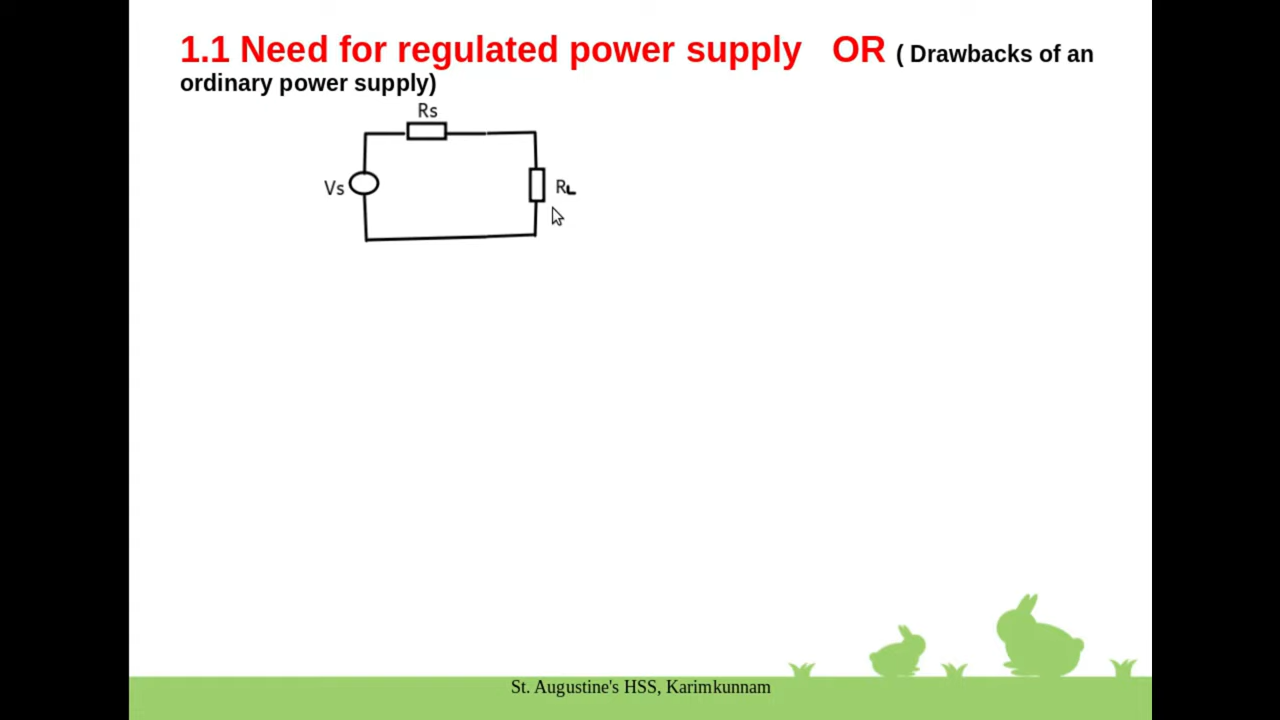 1.1 Need for regulated power supply OR ( Drawbacks of an
ordinary power supply)
Rs
Vs
RL
St. Augustine's HSS, Karimkunnam